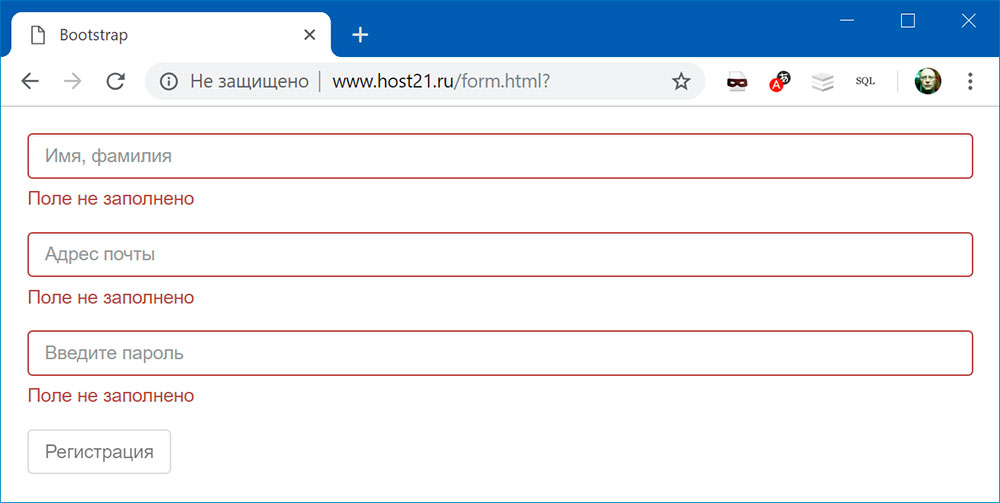 Bootstrap
Не защищено www.host21.ru/form.html?
SQL
Имя, фамилия
Поле не заполнено
Адрес почты
Поле не заполнено
Введите пароль
Поле не заполнено
Регистрация